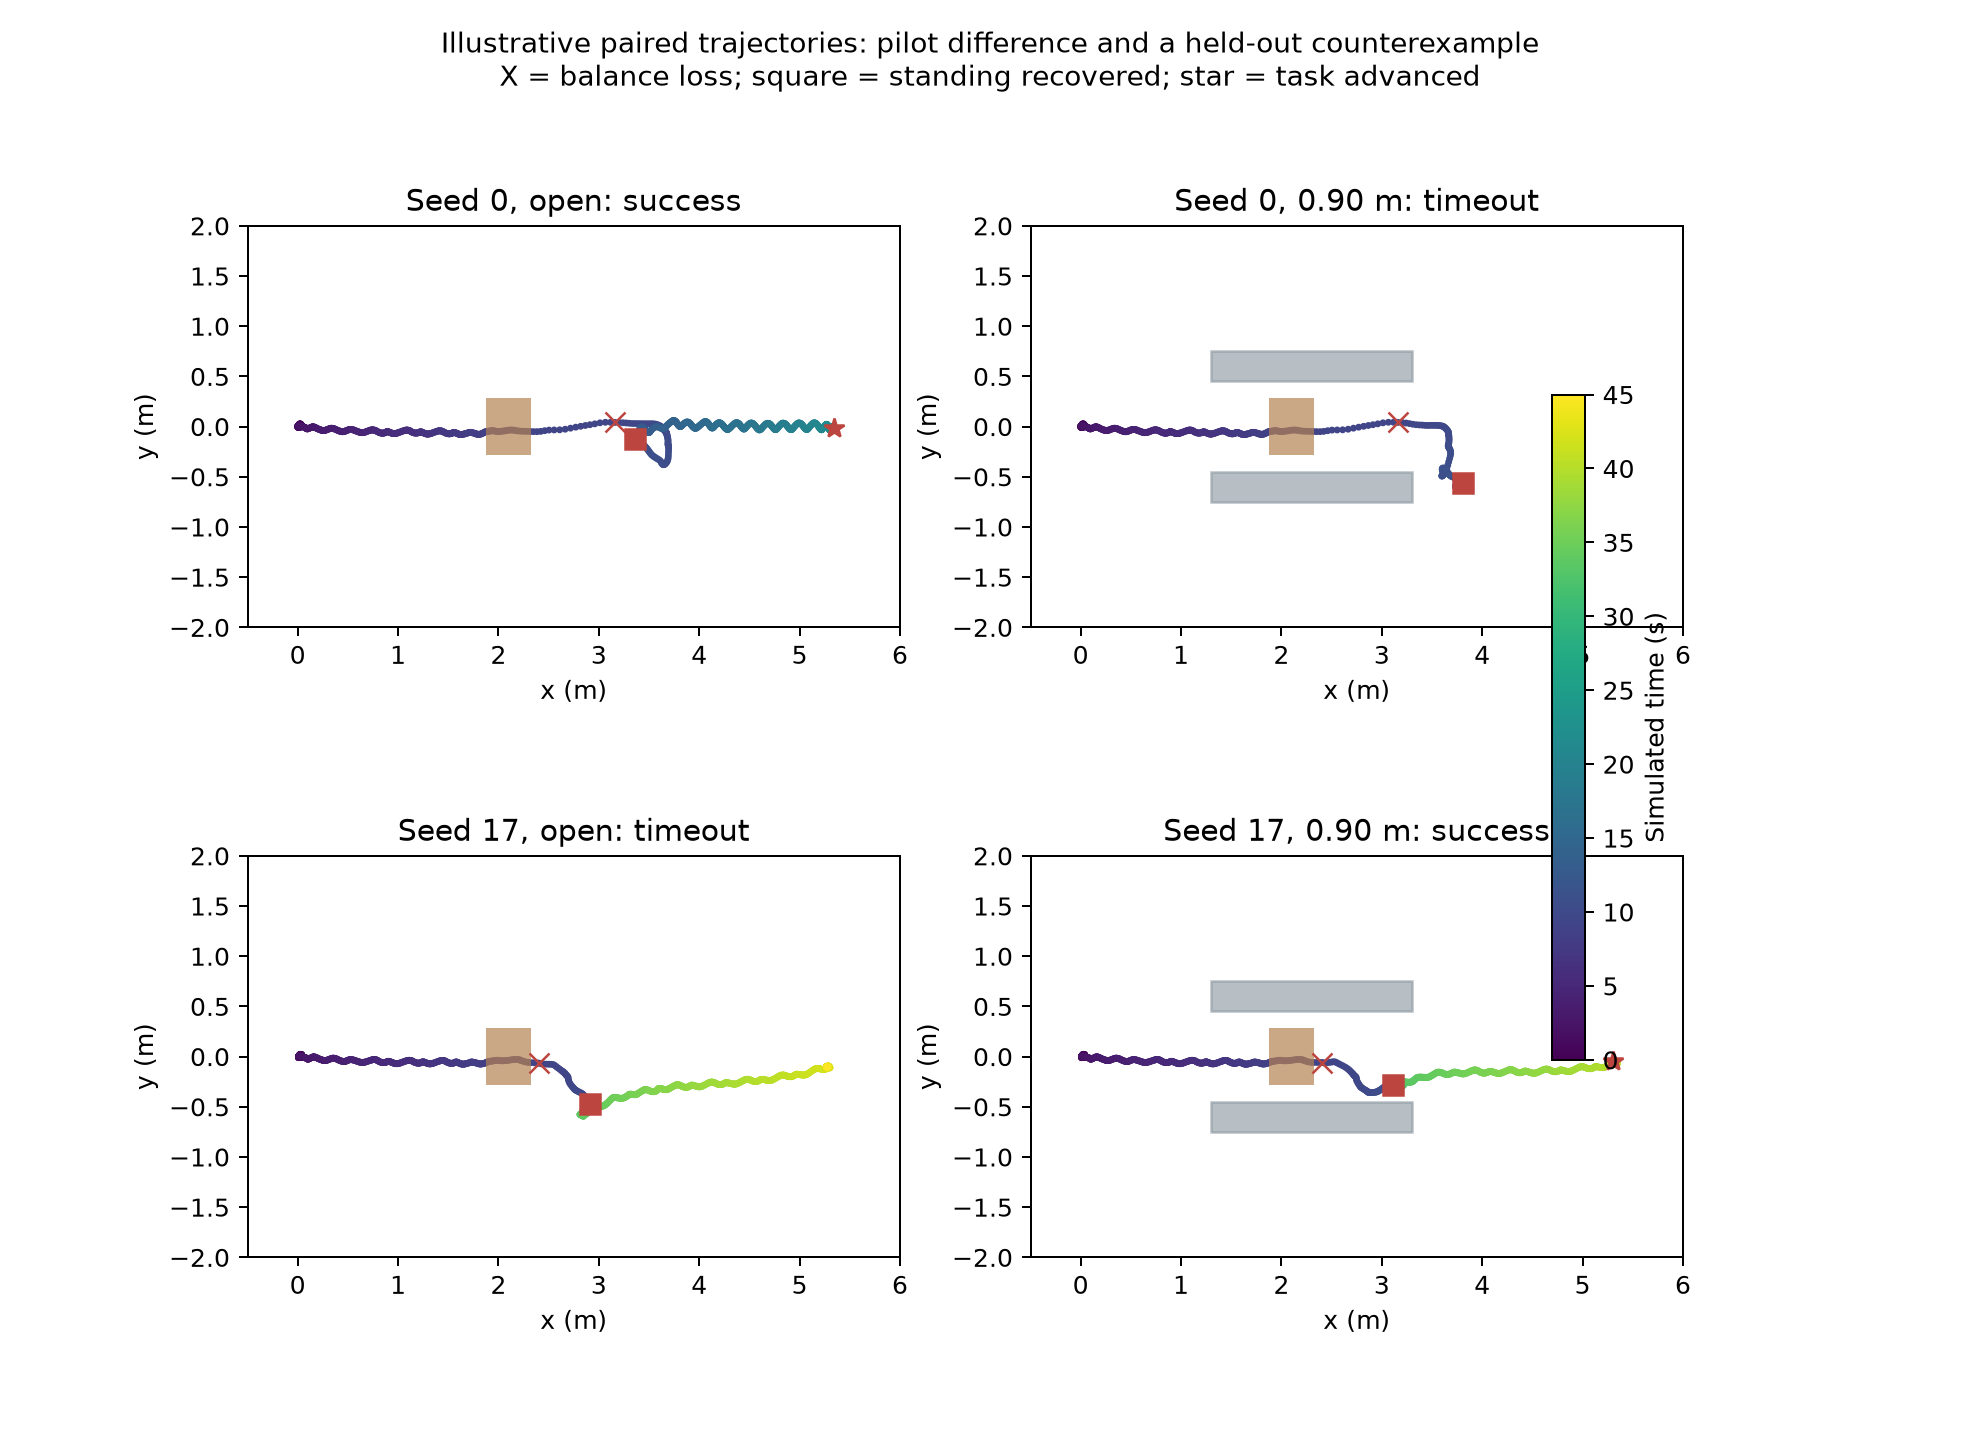 Illustrative paired trajectories: pilot difference and a held-out counterexample
X = balance loss; square = standing recovered; star = task advanced
Seed 0, open: success
2.0
1.5
1.0
0.5
0.0
−0.5
−1.0
−1.5
−2.0
y (m)
0 1 2 3 4 5 6
x (m)
Seed 0, 0.90 m: timeout
2.0
1.5
1.0
0.5
0.0
−0.5
−1.0
−1.5
−2.0
y (m)
0 1 2 3 4 6
x (m)
45
40
35
30
25
20
15
10
5
0
Simulated time (s)
Seed 17, open: timeout
2.0
1.5
1.0
0.5
0.0
−0.5
−1.0
−1.5
−2.0
y (m)
0 1 2 3 4 5 6
x (m)
Seed 17, 0.90 m: success
2.0
1.5
1.0
0.5
0.0
−0.5
−1.0
−1.5
−2.0
y (m)
0 1 2 3 4 5 6
x (m)